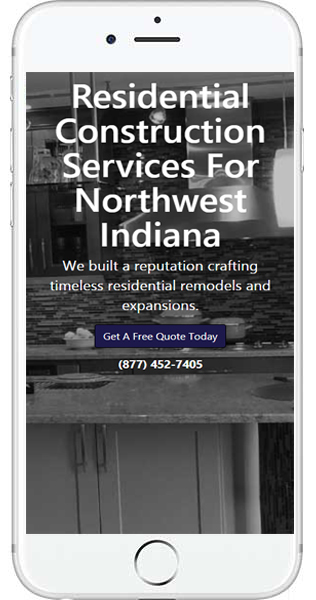 Residential
Construction
Services For
Northwest
Indiana
We built a reputation crafting
timeless residential remodels and
expansions.
Get A Free Quote Today
(877) 452-7405